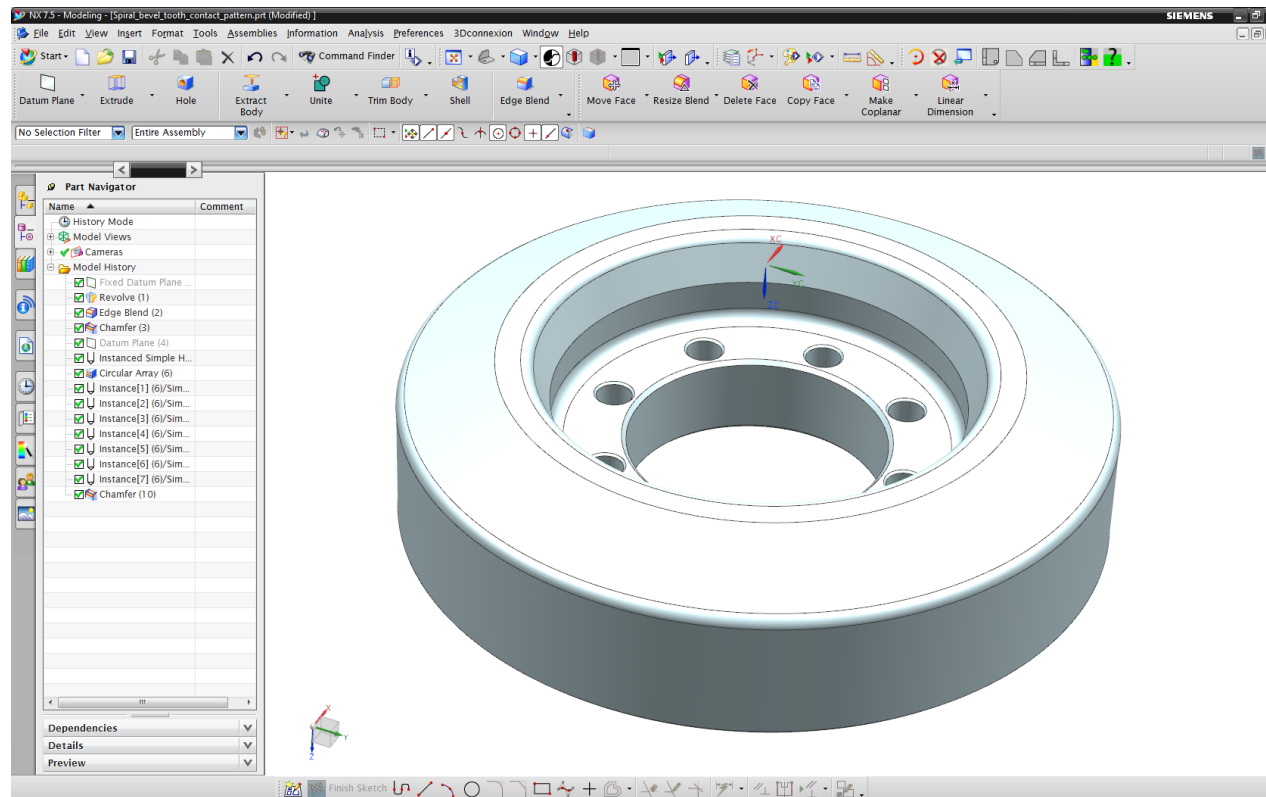 NX 7.5 - Modeling - [Spiral_bevel_tooth_contact_pattern.prt (Modified) ]
SIEMENS
File Edit View Insert Format Tools Assemblies Information Analysis Preferences 3Dconnexion Window Help
Start Command Finder
Datum Plane Extrude Hole Extract Body Unite Trim Body Shell Edge Blend Move Face Resize Blend Delete Face Copy Face Make Coplanar Linear Dimension
No Selection Filter Entire Assembly
Part Navigator
Name Comment
History Mode
Model Views
Cameras
Model History
Fixed Datum Plane ...
Revolve (1)
Edge Blend (2)
Chamfer (3)
Datum Plane (4)
Instanced Simple H...
Circular Array (6)
Instance[1] (6)/Sim...
Instance[2] (6)/Sim...
Instance[3] (6)/Sim...
Instance[4] (6)/Sim...
Instance[5] (6)/Sim...
Instance[6] (6)/Sim...
Instance[7] (6)/Sim...
Chamfer (10)
XC
YC
ZC
X
Y
Z
Dependencies
Details
Preview
Finish Sketch